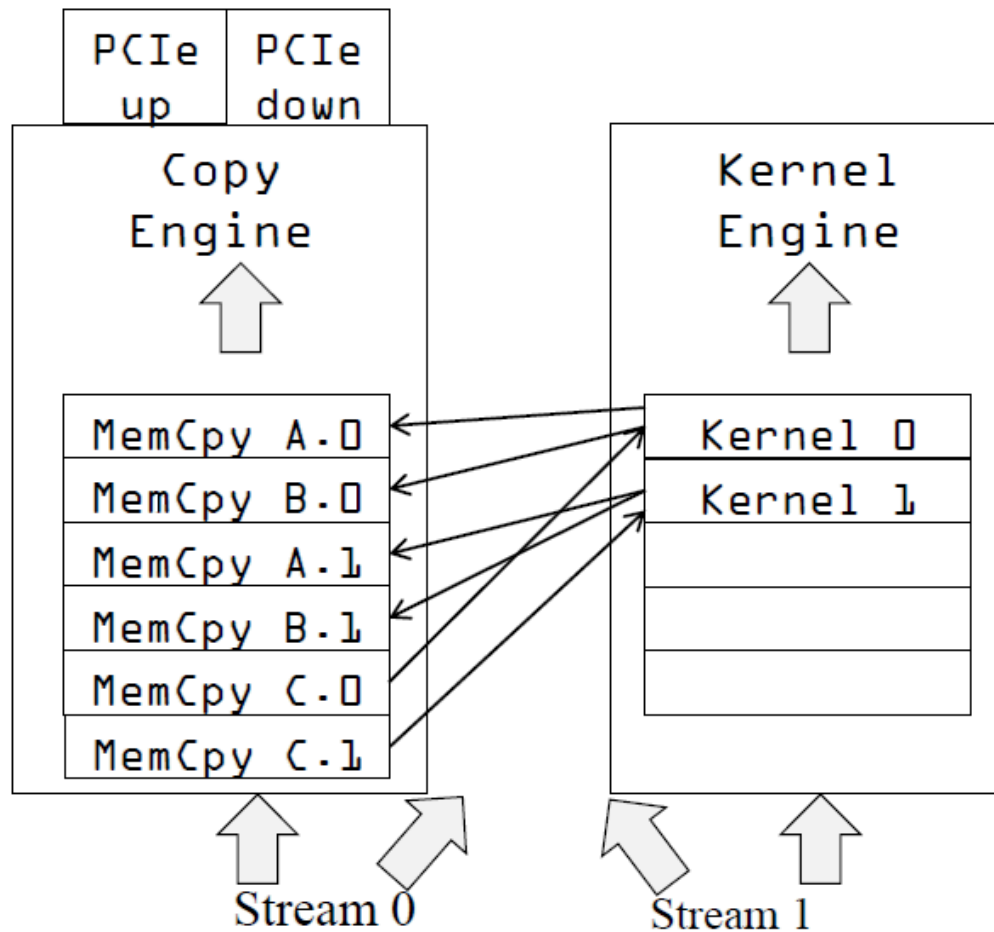 PCIe
up
PCIe
down
Copy
Engine
MemCpy A.0
MemCpy B.0
MemCpy A.1
MemCpy B.1
MemCpy C.0
MemCpy C.1
Kernel
Engine
Kernel 0
Kernel 1
Stream 0
Stream 1